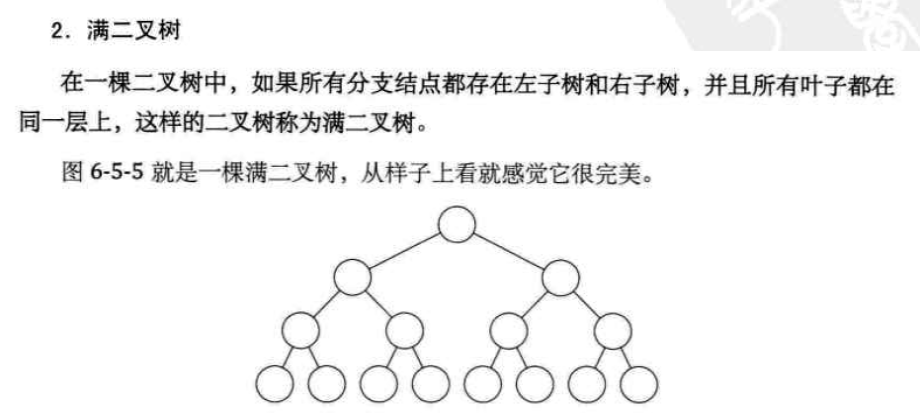 2．满二叉树
在一棵二叉树中，如果所有分支结点都存在左子树和右子树，并且所有叶子都在
同一层上，这样的二叉树称为满二叉树。
图 6-5-5 就是一棵满二叉树，从样子上看就感觉它很完美。